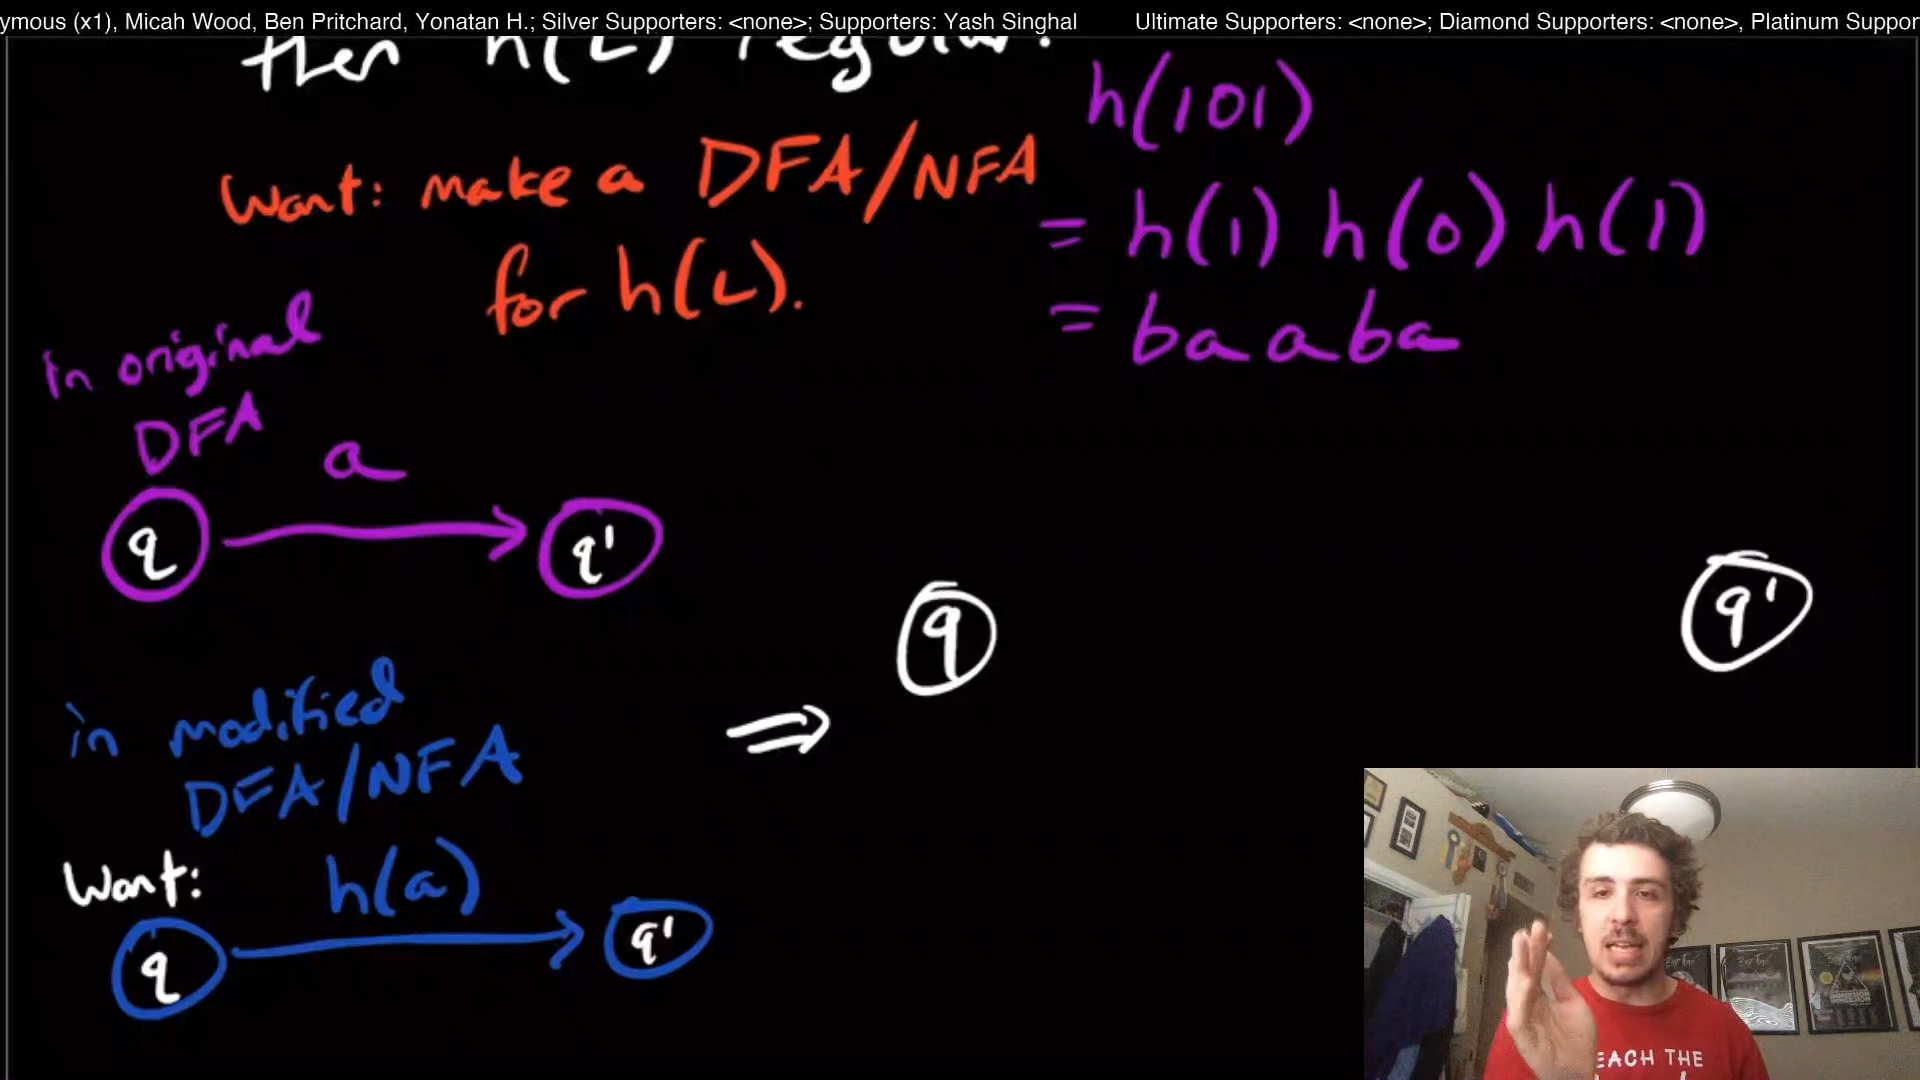 ymous (x1), Micah Wood, Ben Pritchard, Yonatan H.; Silver Supporters: <none>; Supporters: Yash Singhal Ultimate Supporters: <none>; Diamond Supporters: <none>, Platinum Suppor
then h(L) regular.
Want: make a DFA/NFA
for h(L).
h(101)
= h(1) h(0) h(1)
= baaba
in original
DFA
a
q q'
in modified
DFA/NFA
Want: h(a)
q q'
⇒ q q'
EACH THE